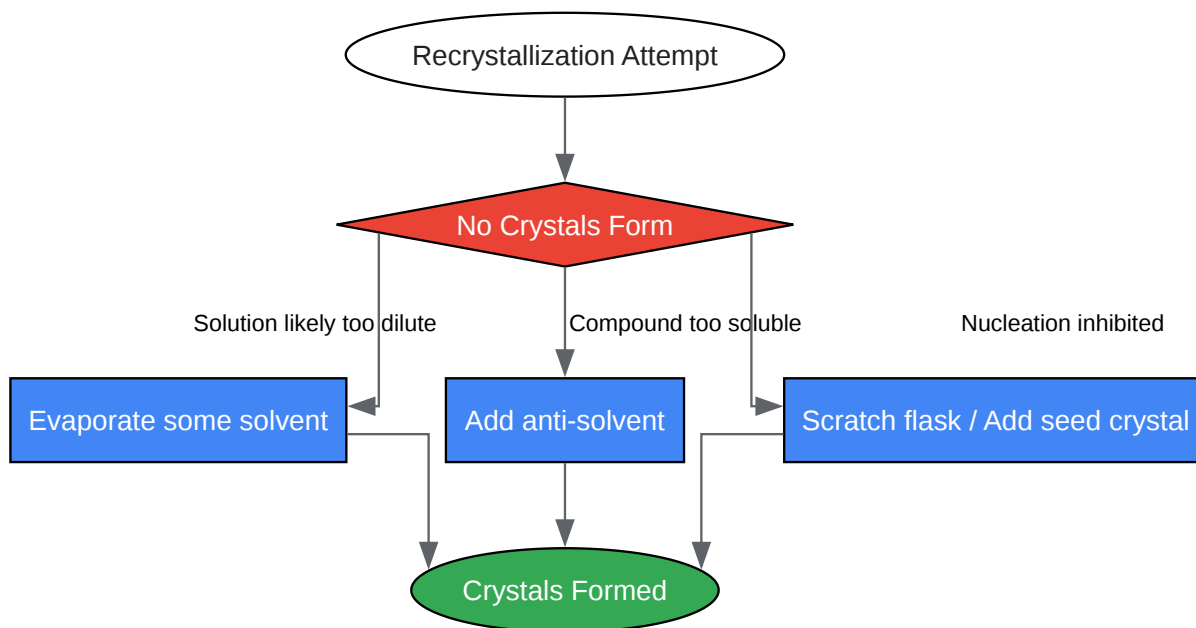 Recrystallization Attempt
No Crystals Form
Solution likely too dilute
Compound too soluble
Nucleation inhibited
Evaporate some solvent
Add anti-solvent
Scratch flask / Add seed crystal
Crystals Formed